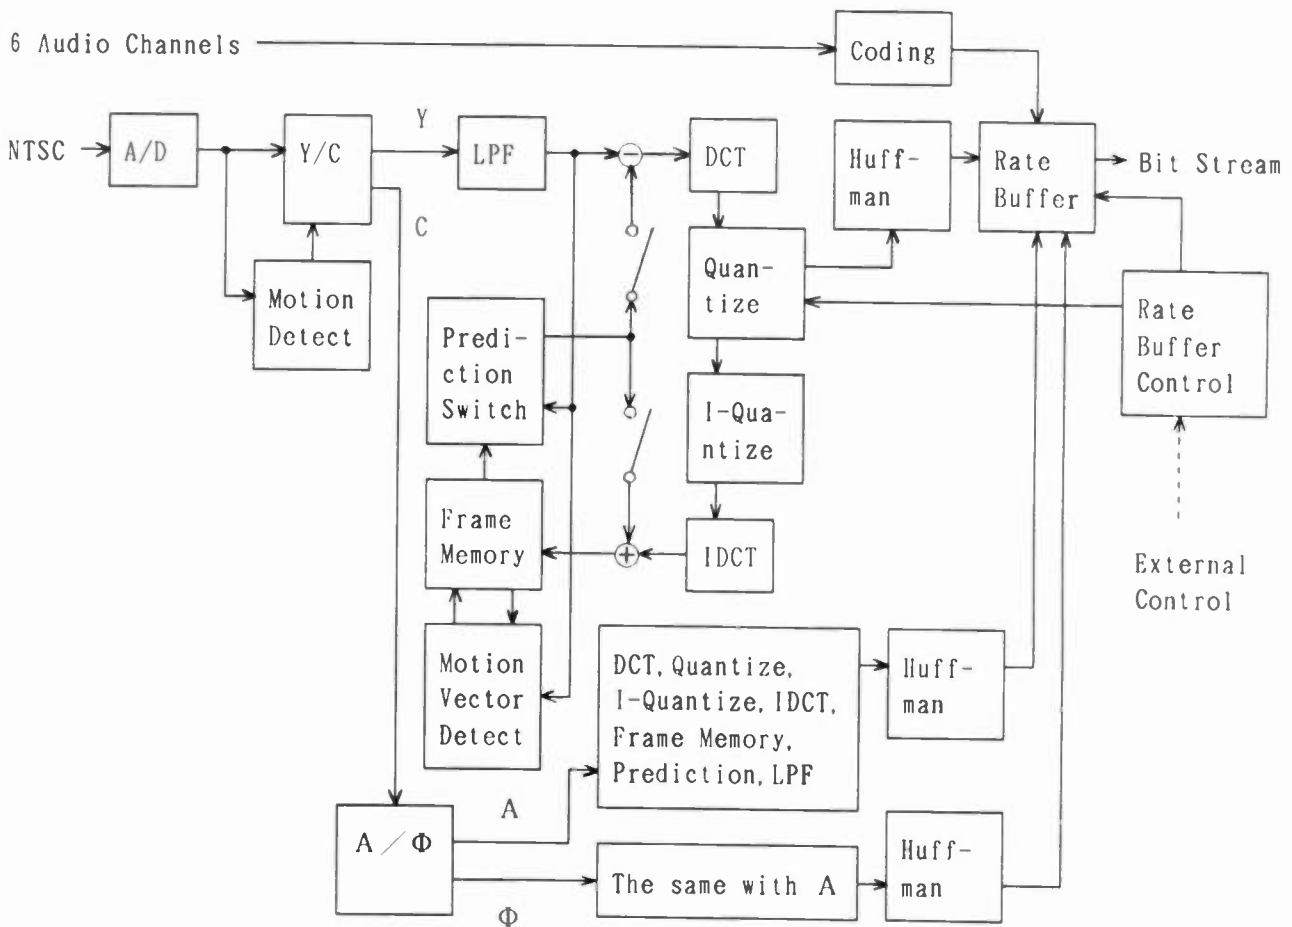 6 Audio Channels
Coding
NTSC
A/D
Y/C
Y
C
LPF
−
DCT
Huff-
man
Rate
Buffer
Bit Stream
Motion
Detect
Quan-
tize
Predi-
ction
Switch
Rate
Buffer
Control
I-Qua-
ntize
Frame
Memory
+
IDCT
External
Control
Motion
Vector
Detect
DCT, Quantize,
I-Quantize, IDCT,
Frame Memory,
Prediction, LPF
Huff-
man
A
A／Φ
The same with A
Huff-
man
Φ